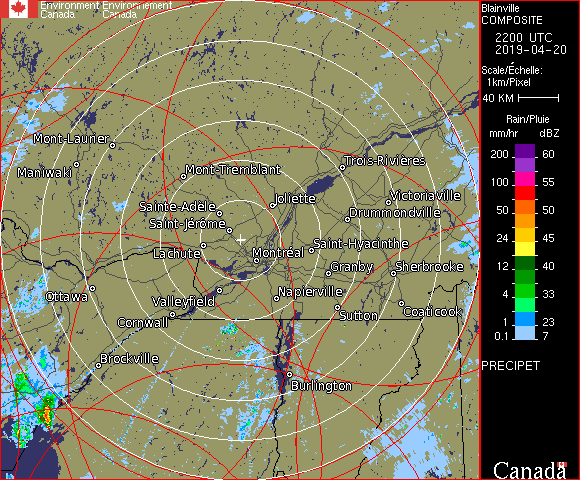 Environment Environnement
Canada Canada
Blainville
COMPOSITE
2200 UTC
2019-04-20
Scale/Échelle:
1km/Pixel
40 KM
Rain/Pluie
mm/hr dBZ
200 60
100 55
50 50
24 45
12 40
4 33
1 23
0.1 7
PRECIPET
Canada
Mont-Laurier
Maniwaki
Mont-Tremblant
Trois-Rivières
Sainte-Adèle
Joliette
Victoriaville
Saint-Jérôme
Drummondville
Lachute
Montréal
Saint-Hyacinthe
Granby
Sherbrooke
Ottawa
Valleyfield
Napierville
Cornwall
Sutton
Coaticook
Brockville
Burlington